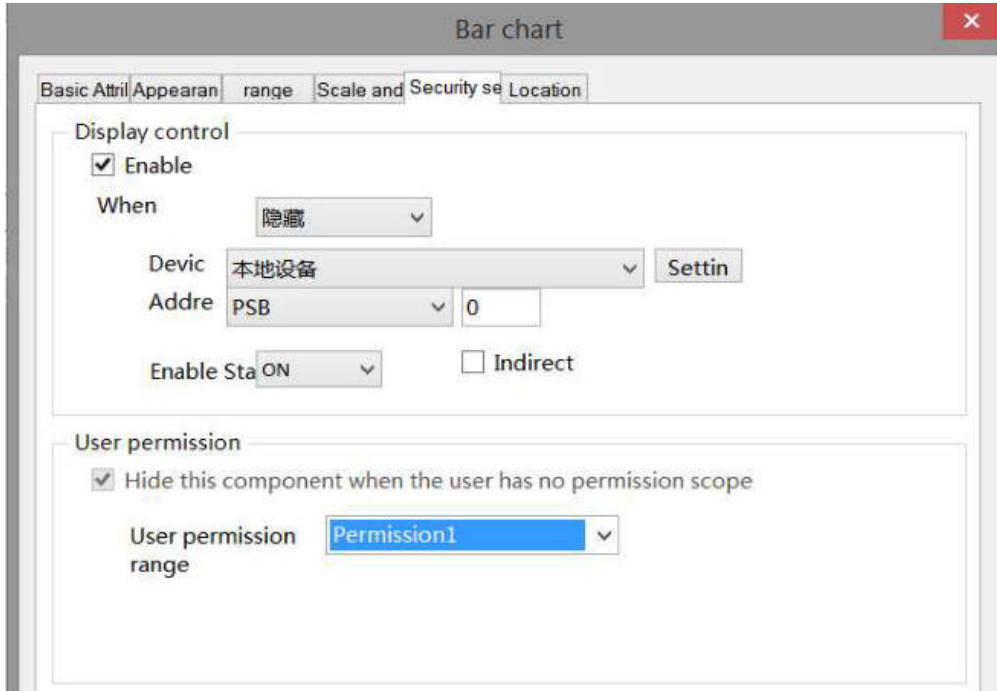 Bar chart
Basic Attril Appearan range Scale and Security se Location
Display control
Enable
When 隐藏
Devic 本地设备 Settin
Addre PSB 0
Enable Sta ON Indirect
User permission
Hide this component when the user has no permission scope
User permission Permission1
range